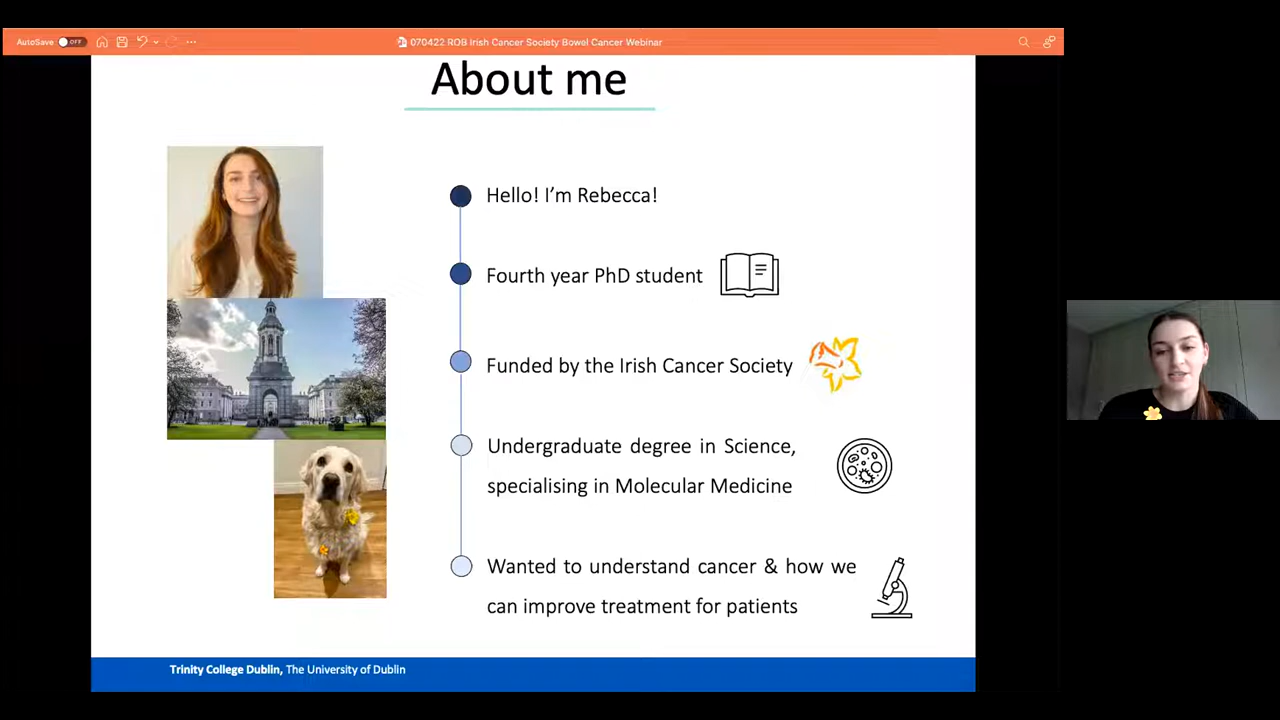 AutoSave OFF
070422 ROB Irish Cancer Society Bowel Cancer Webinar
About me
Hello! I’m Rebecca!
Fourth year PhD student
Funded by the Irish Cancer Society
Undergraduate degree in Science,
specialising in Molecular Medicine
Wanted to understand cancer & how we
can improve treatment for patients
Trinity College Dublin, The University of Dublin